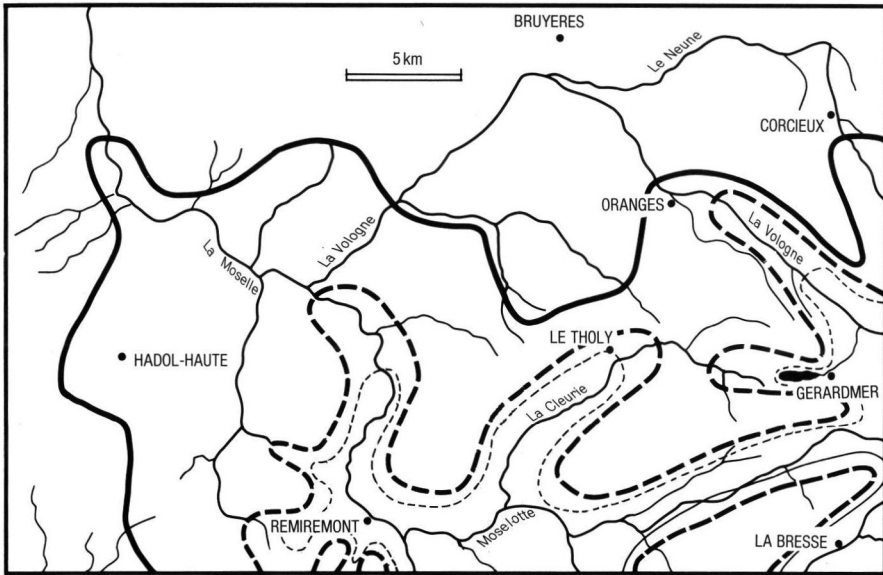 BRUYERES
Le Neune
5 km
CORCIEUX
ORANGES
La Vologne
La Vologne
La Moselle
HADOL-HAUTE
LE THOLY
GERARDMER
La Cleurie
REMIREMONT
Moselotte
LA BRESSE